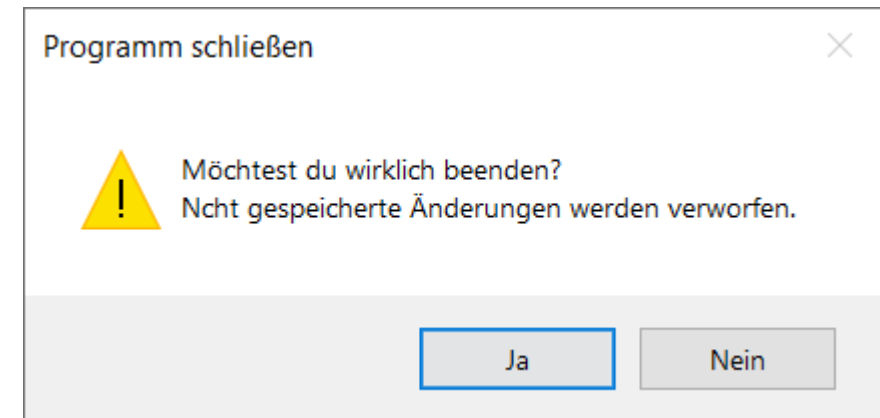 Programm schließen
Möchtest du wirklich beenden?
Ncht gespeicherte Änderungen werden verworfen.
Ja
Nein